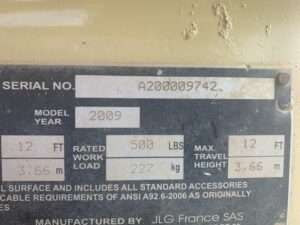 SERIAL NO. A200009742
MODEL YEAR 2009
12 FT RATED WORK LOAD 500 LBS MAX. TRAVEL HEIGHT 12 FT
3.66 m 227 kg 3.66 m
L SURFACE AND INCLUDES ALL STANDARD ACCESSORIES
CABLE REQUIREMENTS OF ANSI A92.6-2006 AS ORIGINALLY
ES
MANUFACTURED BY JLG France SAS